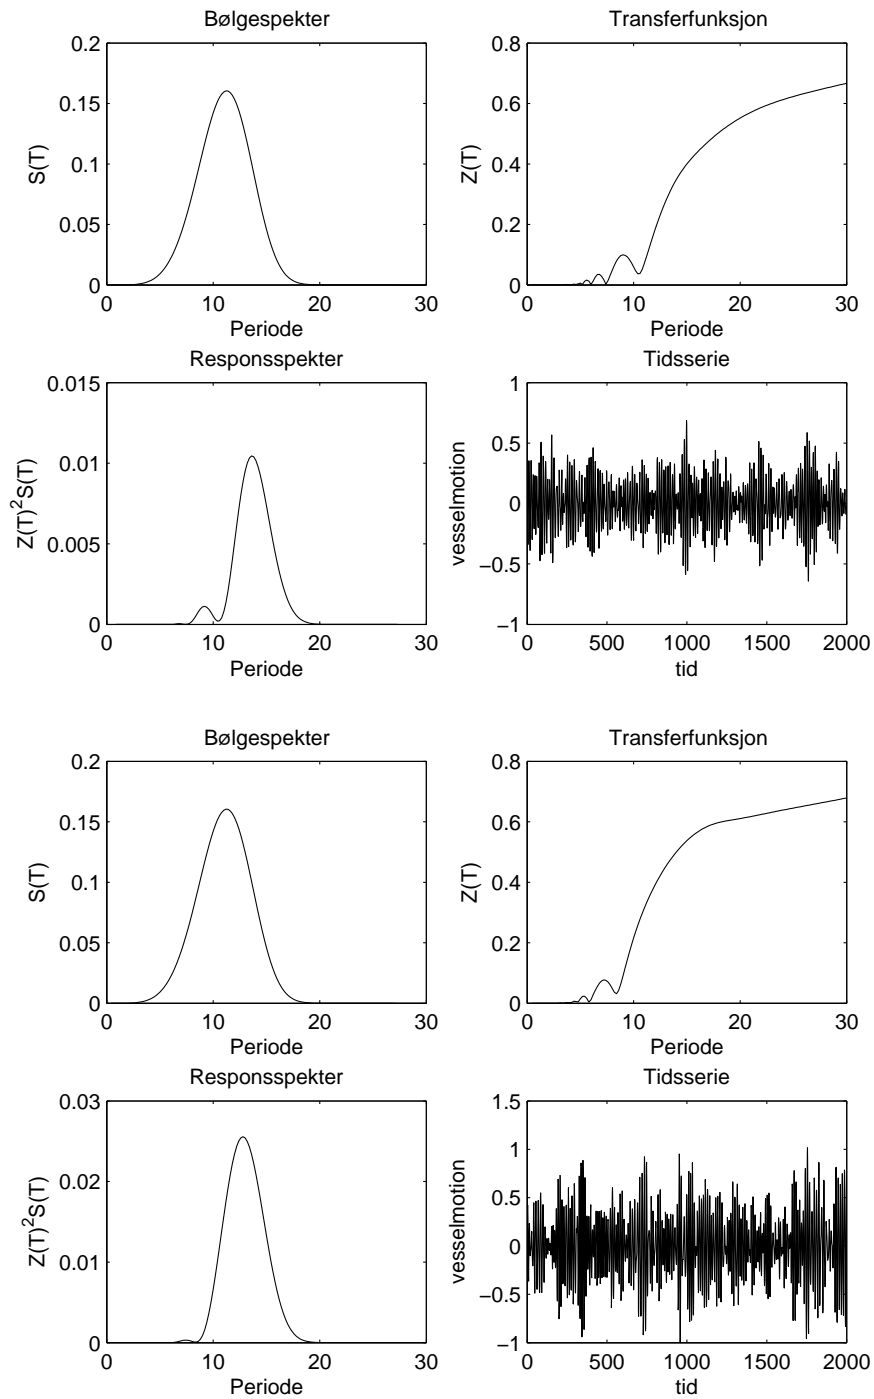 Bølgespekter
0.2
0.15
0.1
0.05
0
S(T)
0 10 20 30
Periode
Transferfunksjon
0.8
0.6
0.4
0.2
0
Z(T)
0 10 20 30
Periode
Responsspekter
0.015
0.01
0.005
0
Z(T)²S(T)
0 10 20 30
Periode
Tidsserie
1
0.5
0
−0.5
−1
vesselmotion
0 500 1000 1500 2000
tid
Bølgespekter
0.2
0.15
0.1
0.05
0
S(T)
0 10 20 30
Periode
Transferfunksjon
0.8
0.6
0.4
0.2
0
Z(T)
0 10 20 30
Periode
Responsspekter
0.03
0.02
0.01
0
Z(T)²S(T)
0 10 20 30
Periode
Tidsserie
1.5
1
0.5
0
−0.5
−1
vesselmotion
0 500 1000 1500 2000
tid